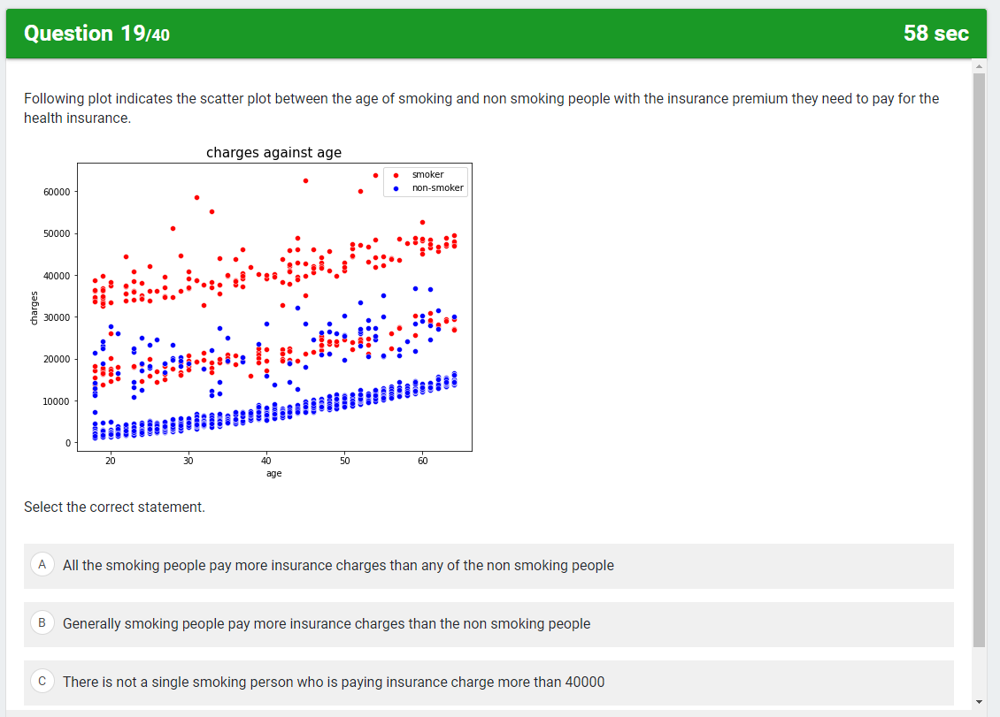 Question 19/40
58 sec
Following plot indicates the scatter plot between the age of smoking and non smoking people with the insurance premium they need to pay for the
health insurance.
charges against age
smoker
non-smoker
60000
50000
40000
30000
20000
10000
0
charges
20 30 40 50 60
age
Select the correct statement.
A All the smoking people pay more insurance charges than any of the non smoking people
B Generally smoking people pay more insurance charges than the non smoking people
C There is not a single smoking person who is paying insurance charge more than 40000